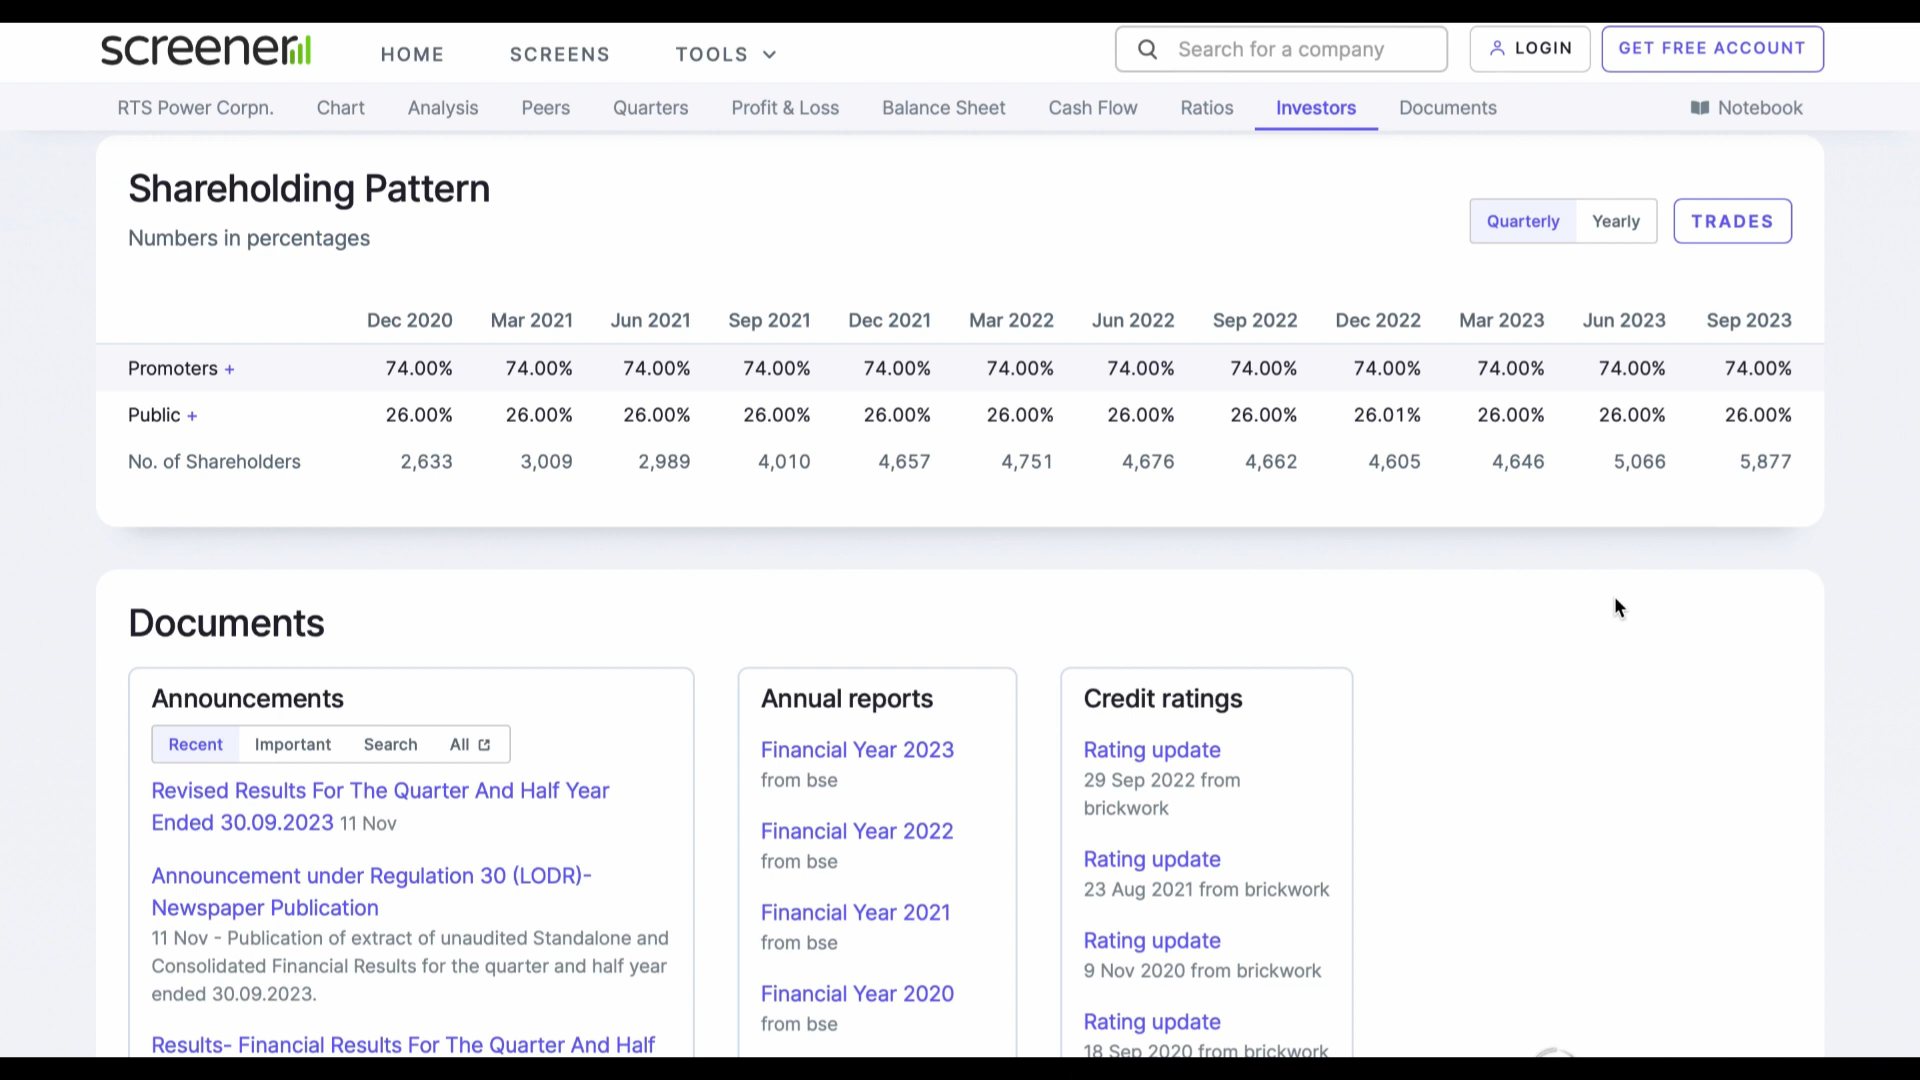 screener
HOME SCREENS TOOLS
Search for a company
LOGIN
GET FREE ACCOUNT
RTS Power Corpn. Chart Analysis Peers Quarters Profit & Loss Balance Sheet Cash Flow Ratios Investors Documents Notebook
Shareholding Pattern
Numbers in percentages
Quarterly Yearly TRADES
Dec 2020 Mar 2021 Jun 2021 Sep 2021 Dec 2021 Mar 2022 Jun 2022 Sep 2022 Dec 2022 Mar 2023 Jun 2023 Sep 2023
Promoters + 74.00% 74.00% 74.00% 74.00% 74.00% 74.00% 74.00% 74.00% 74.00% 74.00% 74.00% 74.00%
Public + 26.00% 26.00% 26.00% 26.00% 26.00% 26.00% 26.00% 26.00% 26.01% 26.00% 26.00% 26.00%
No. of Shareholders 2,633 3,009 2,989 4,010 4,657 4,751 4,676 4,662 4,605 4,646 5,066 5,877
Documents
Announcements
Recent Important Search All
Revised Results For The Quarter And Half Year
Ended 30.09.2023 11 Nov
Announcement under Regulation 30 (LODR)-
Newspaper Publication
11 Nov - Publication of extract of unaudited Standalone and
Consolidated Financial Results for the quarter and half year
ended 30.09.2023.
Results- Financial Results For The Quarter And Half
Annual reports
Financial Year 2023
from bse
Financial Year 2022
from bse
Financial Year 2021
from bse
Financial Year 2020
from bse
Credit ratings
Rating update
29 Sep 2022 from
brickwork
Rating update
23 Aug 2021 from brickwork
Rating update
9 Nov 2020 from brickwork
Rating update
18 Sep 2020 from brickwork